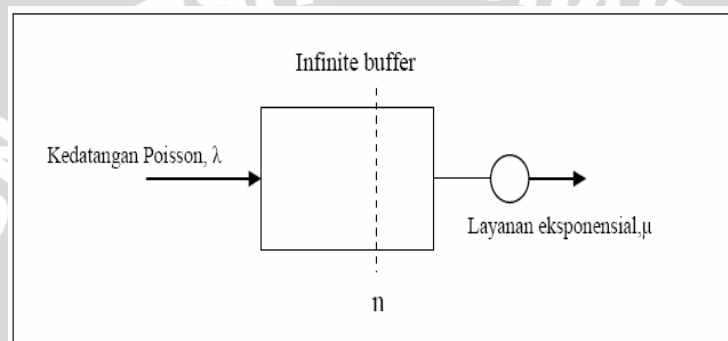 Infinite buffer
Kedatangan Poisson, λ
Layanan eksponensial,μ
n